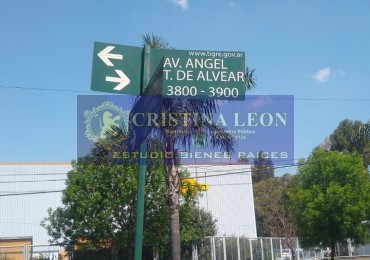 www.tigre.gov.ar
AV. ANGEL
T. DE ALVEAR
3800 - 3900
CRISTINA LEON
ESTUDIO BIENES RAICES